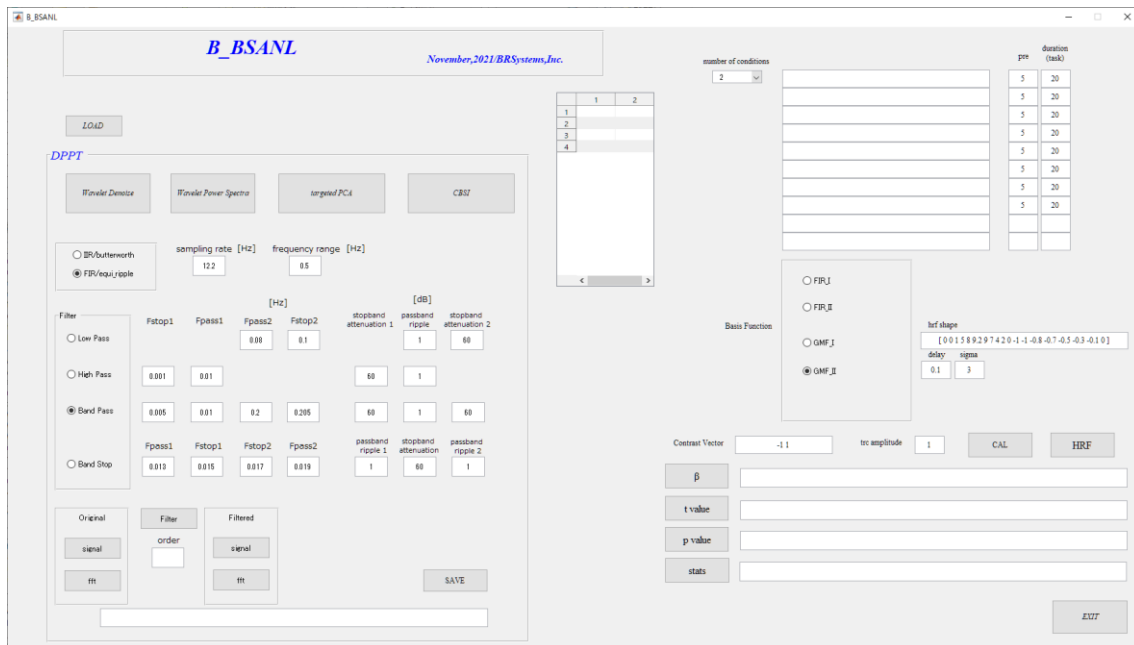 B_BSANL
B_BSANL
November,2021/BRSystems,Inc.
number of conditions
2
pre
duration
(task)
5 20
5 20
5 20
5 20
5 20
5 20
5 20
5 20
1 2
1
2
3
4
LOAD
DPPT
Wavelet Denoize
Wavelet Power Spectra
targeted PCA
CBSI
IIR/butterworth
FIR/equi_ripple
sampling rate [Hz]
12.2
frequency range [Hz]
0.5
[Hz]
[dB]
Filter
Fstop1 Fpass1 Fpass2 Fstop2
stopband
attenuation 1
passband
ripple
stopband
attenuation 2
Low Pass 0.08 0.1 1 60
High Pass 0.001 0.01 60 1
Band Pass 0.005 0.01 0.2 0.205 60 1 60
Fpass1 Fstop1 Fstop2 Fpass2
passband
ripple 1
stopband
attenuation
passband
ripple 2
Band Stop 0.013 0.015 0.017 0.019 1 60 1
Original
signal
fft
Filter
order
Filtered
signal
fft
SAVE
Basis Function
FIR_I
FIR_II
GMF_I
GMF_II
hrf shape
[ 0 0 1 5 8 9.2 9 7 4 2 0 -1 -1 -0.8 -0.7 -0.5 -0.3 -0.1 0 ]
delay sigma
0.1 3
Contrast Vector
-1 1
trc amplitude
1
CAL
HRF
β
t value
p value
stats
EXIT